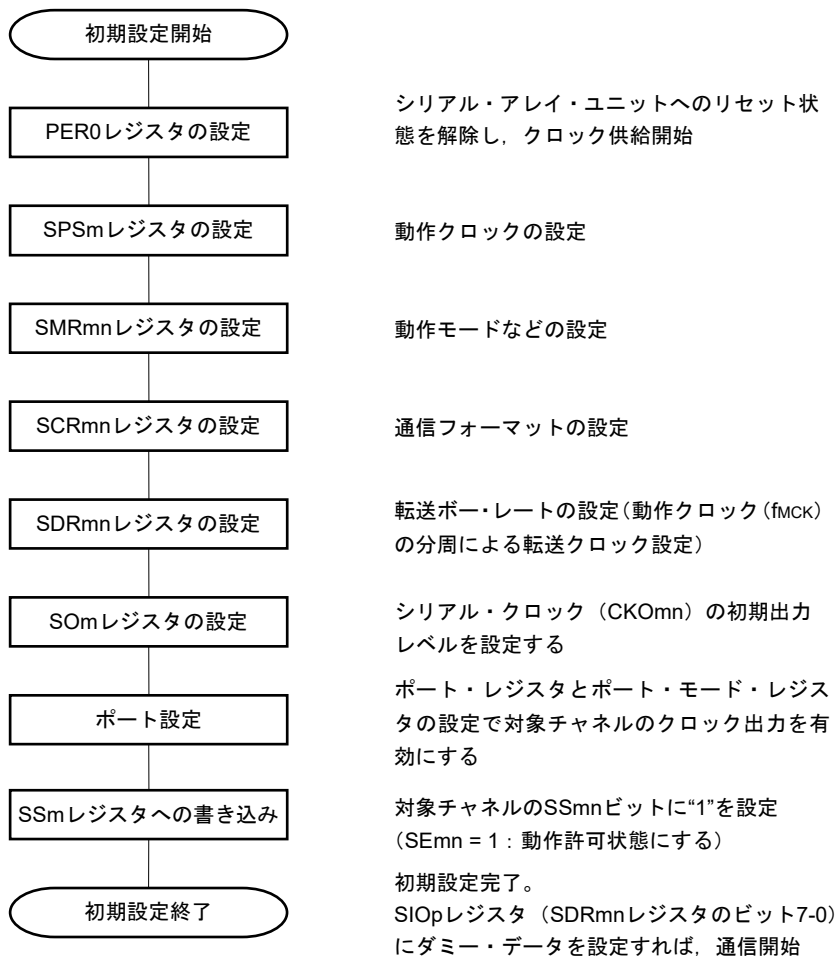 初期設定開始
PER0レジスタの設定
シリアル・アレイ・ユニットへのリセット状
態を解除し，クロック供給開始
SPSmレジスタの設定
動作クロックの設定
SMRmnレジスタの設定
動作モードなどの設定
SCRmnレジスタの設定
通信フォーマットの設定
SDRmnレジスタの設定
転送ボー・レートの設定（動作クロック（fMCK）
の分周による転送クロック設定）
SOmレジスタの設定
シリアル・クロック（CKOmn）の初期出力
レベルを設定する
ポート設定
ポート・レジスタとポート・モード・レジス
タの設定で対象チャネルのクロック出力を有
効にする
SSmレジスタへの書き込み
対象チャネルのSSmnビットに“1”を設定
（SEmn = 1：動作許可状態にする）
初期設定終了
初期設定完了。
SIOpレジスタ（SDRmnレジスタのビット7-0）
にダミー・データを設定すれば，通信開始